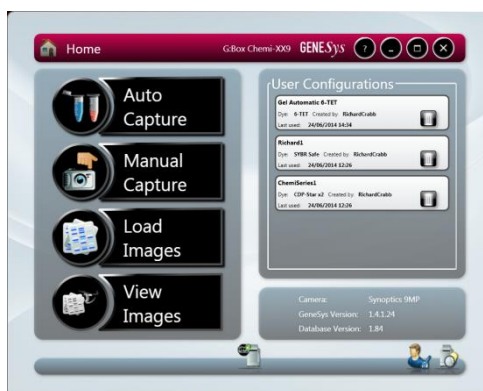 Home
G:Box Chemi-XX9 GENESys ?
Auto
Capture
Manual
Capture
Load
Images
View
Images
User Configurations
Gel Automatic 6-TET
Dye: 6-TET Created by: RichardCrabb
Last used: 24/06/2014 14:34
Richard1
Dye: SYBR Safe Created by: RichardCrabb
Last used: 24/06/2014 12:26
ChemiSeries1
Dye: CDP-Star v2 Created by: RichardCrabb
Last used: 24/06/2014 12:26
Camera: Synoptics 9MP
GeneSys Version: 1.4.1.24
Database Version: 1.84